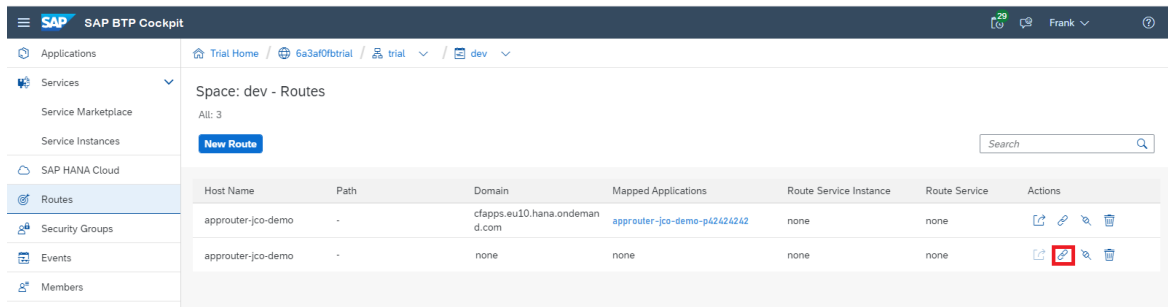 SAP SAP BTP Cockpit
29
Frank
Applications
Trial Home / 6a3af0fbtrial / trial / dev
Services
Service Marketplace
Service Instances
SAP HANA Cloud
Routes
Security Groups
Events
Members
Space: dev - Routes
All: 3
New Route
Search
Host Name Path Domain Mapped Applications Route Service Instance Route Service Actions
approuter-jco-demo - cfapps.eu10.hana.ondeman
d.com approuter-jco-demo-p42424242 none none
approuter-jco-demo - none none none none